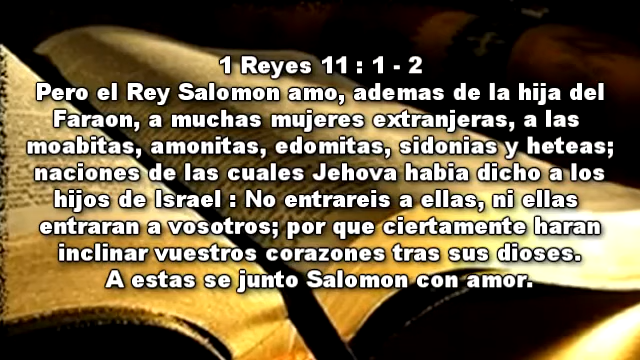 1 Reyes 11 : 1 - 2
Pero el Rey Salomon amo, ademas de la hija del
Faraon, a muchas mujeres extranjeras, a las
moabitas, amonitas, edomitas, sidonias y heteas;
naciones de las cuales Jehova habia dicho a los
hijos de Israel : No entrareis a ellas, ni ellas
entraran a vosotros; por que ciertamente haran
inclinar vuestros corazones tras sus dioses.
A estas se junto Salomon con amor.